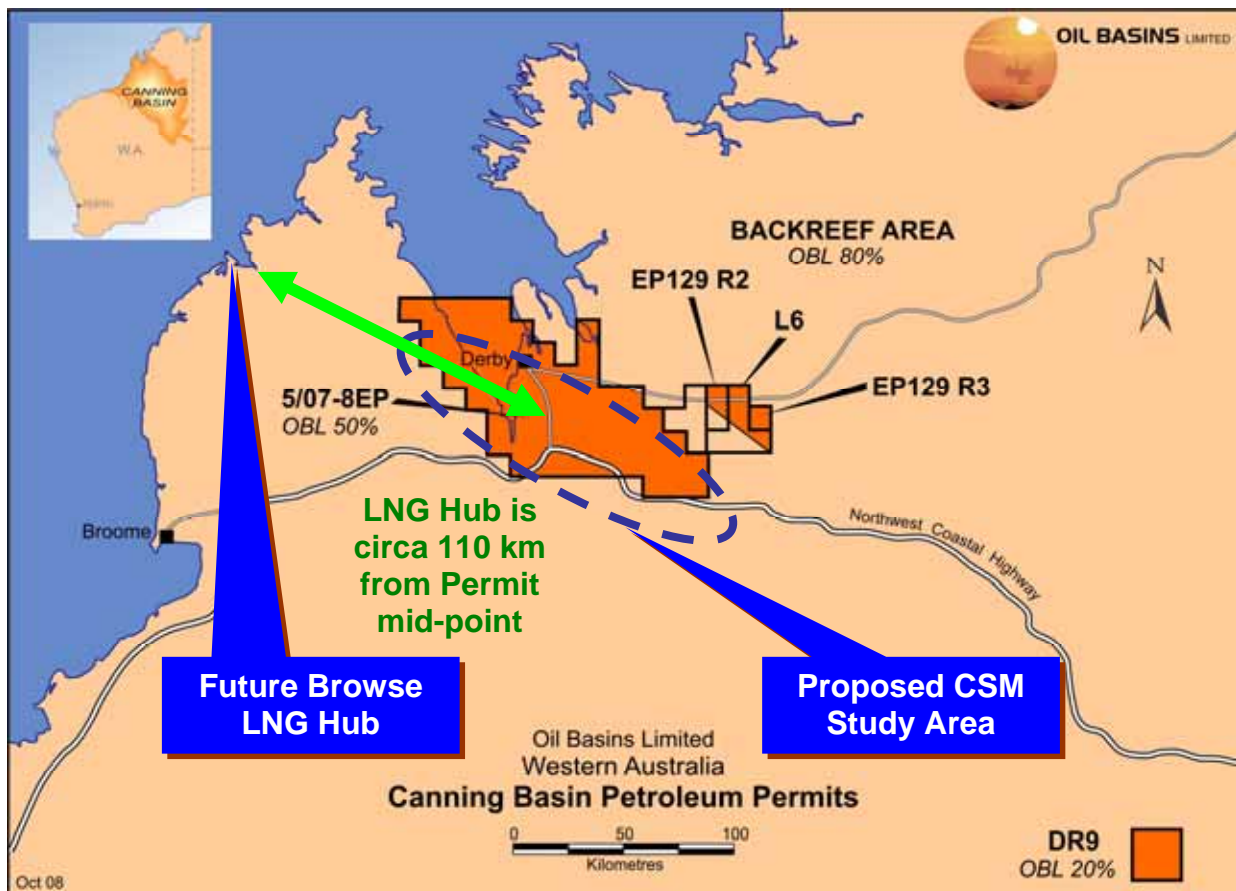 OIL BASINS LIMITED
CANNING
BASIN
W.A.
BACKREEF AREA
OBL 80%
EP129 R2
L6
N
EP129 R3
Derby
5/07-8EP
OBL 50%
Broome
LNG Hub is
circa 110 km
from Permit
mid-point
Northwest Coastal Highway
Future Browse
LNG Hub
Proposed CSM
Study Area
Oil Basins Limited
Western Australia
Canning Basin Petroleum Permits
0 50 100
Kilometres
DR9
OBL 20%
Oct 08